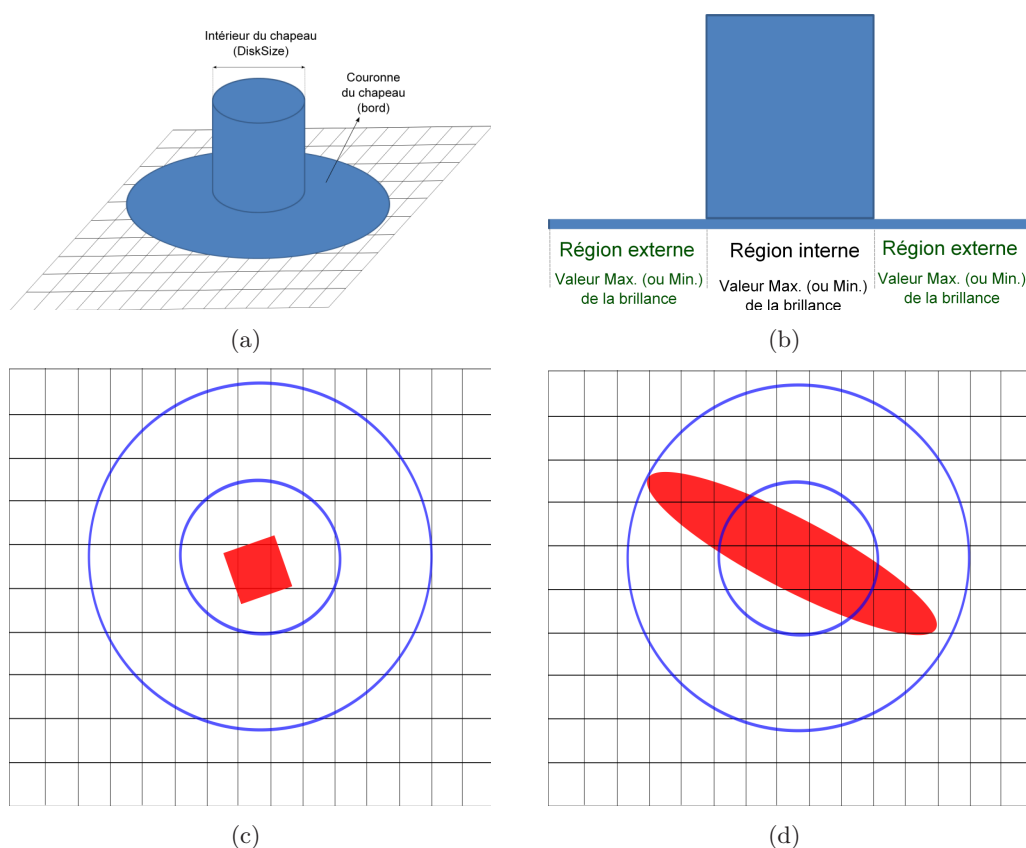 Intérieur du chapeau
(DiskSize)
Couronne
du chapeau
(bord)
(a)
Région externe
Valeur Max. (ou Min.)
de la brillance
Région interne
Valeur Max. (ou Min.)
de la brillance
Région externe
Valeur Max. (ou Min.)
de la brillance
(b)
(c)
(d)